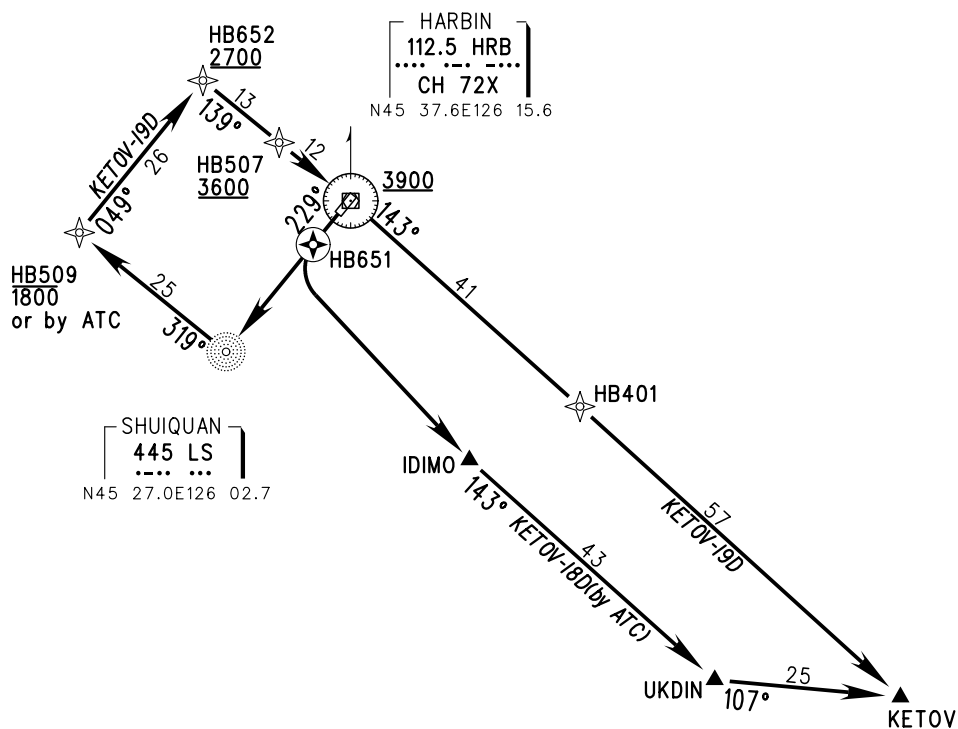 HARBIN
112.5 HRB
CH 72X
N45 37.6E126 15.6
HB652
2700
13
139°
KETOV-19D
26
049°
HB507
3600
12
3900
229°
143°
HB651
41
HB509
1800
or by ATC
25
319°
SHUIQUAN
445 LS
N45 27.0E126 02.7
HB401
IDIMO
143°
KETOV-18D(by ATC)
43
57
KETOV-19D
UKDIN
107°
25
KETOV